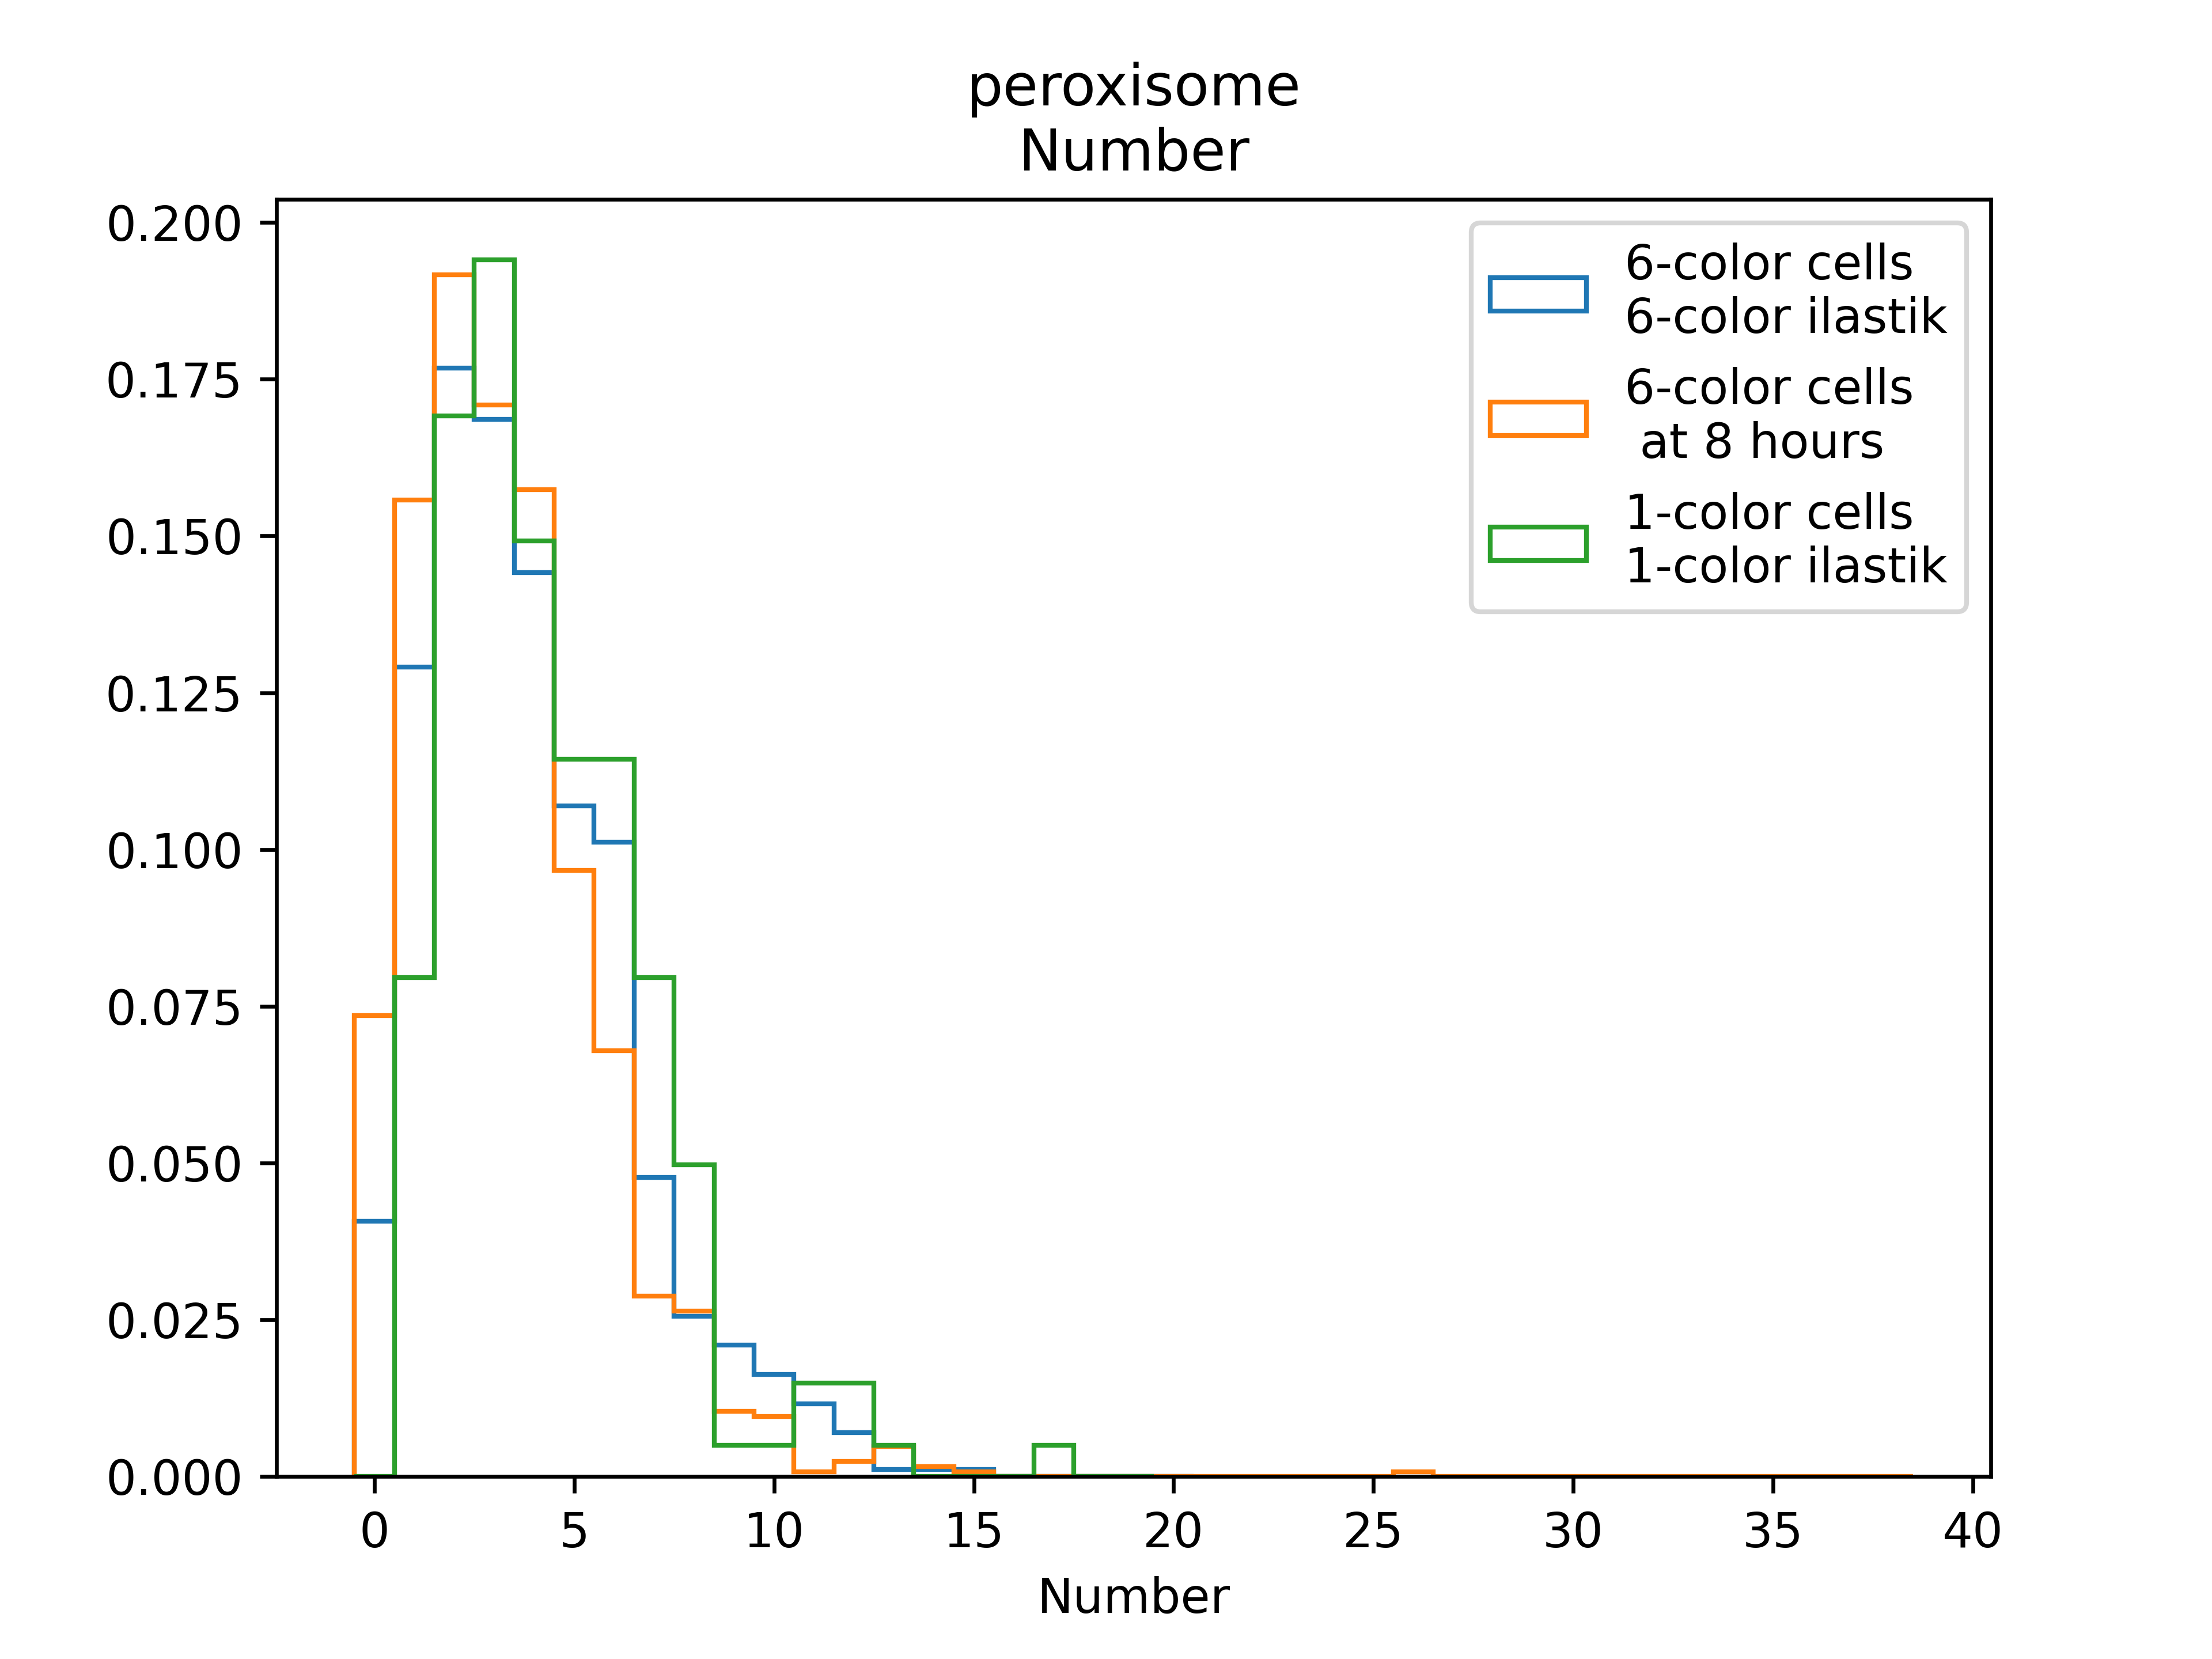 peroxisome
Number
0.200
0.175
0.150
0.125
0.100
0.075
0.050
0.025
0.000
6-color cells
6-color ilastik
6-color cells
at 8 hours
1-color cells
1-color ilastik
0 5 10 15 20 25 30 35 40
Number